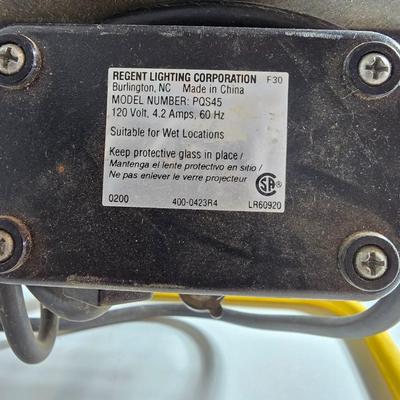 REGENT LIGHTING CORPORATION F30
Burlington, NC Made in China
MODEL NUMBER: PQS45
120 Volt, 4.2 Amps, 60 Hz
Suitable for Wet Locations
Keep protective glass in place /
Mantenga el lente protectivo en sitio /
Ne pas enlever le verre projecteur
SA
0200 400-0423R4 LR60920